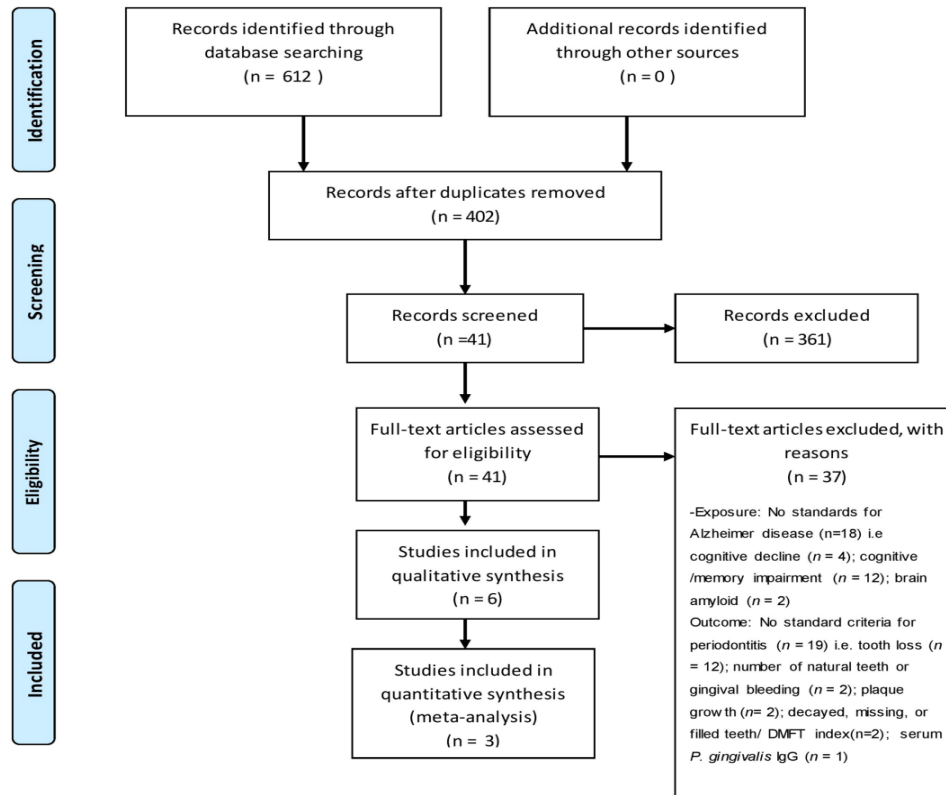 Identification
Records identified through
database searching
(n = 612 )
Additional records identified
through other sources
(n = 0 )
Records after duplicates removed
(n = 402)
Screening
Records screened
(n =41)
Records excluded
(n = 361)
Eligibility
Full-text articles assessed
for eligibility
(n = 41)
Full-text articles excluded, with
reasons
(n = 37)
-Exposure: No standards for
Alzheimer disease (n=18) i.e
cognitive decline (n = 4); cognitive
/memory impairment (n = 12); brain
amyloid (n = 2)
Outcome: No standard criteria for
periodontitis (n = 19) i.e. tooth loss (n
= 12); number of natural teeth or
gingival bleeding (n = 2); plaque
growth (n= 2); decayed, missing, or
filled teeth/ DMFT index(n=2); serum
P. gingivalis IgG (n = 1)
Studies included in
qualitative synthesis
(n = 6)
Included
Studies included in
quantitative synthesis
(meta-analysis)
(n = 3)